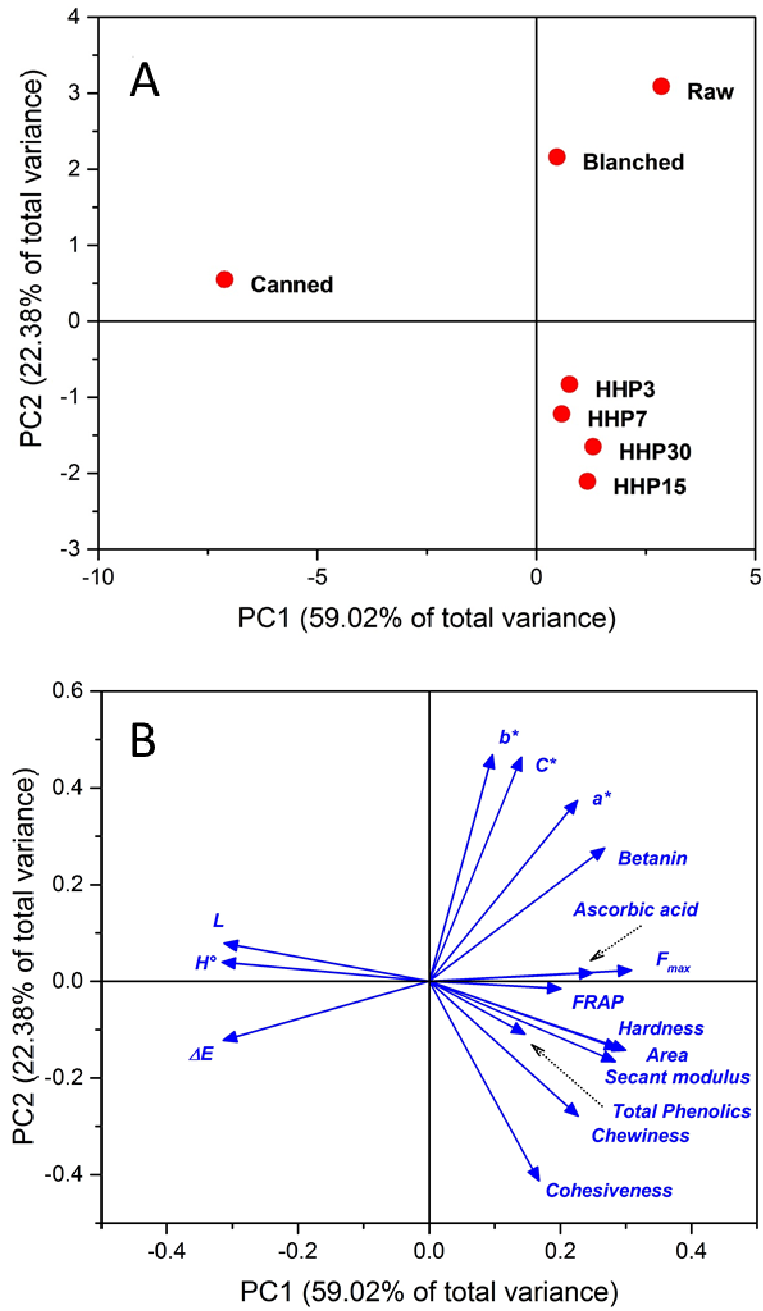 4
A
Raw
3
Blanched
2
1
Canned
0
HHP3
-1
HHP7
HHP30
-2
HHP15
-3
-10
-5
0
5
PC2 (22.38% of total variance)
PC1 (59.02% of total variance)
0.6
B
b*
C*
0.4
a*
Betanin
0.2
Ascorbic acid
L
H°
F max
0.0
FRAP
Hardness
ΔE
Area
Secant modulus
-0.2
Total Phenolics
Chewiness
-0.4
Cohesiveness
-0.4
-0.2
0.0
0.2
0.4
PC2 (22.38% of total variance)
PC1 (59.02% of total variance)